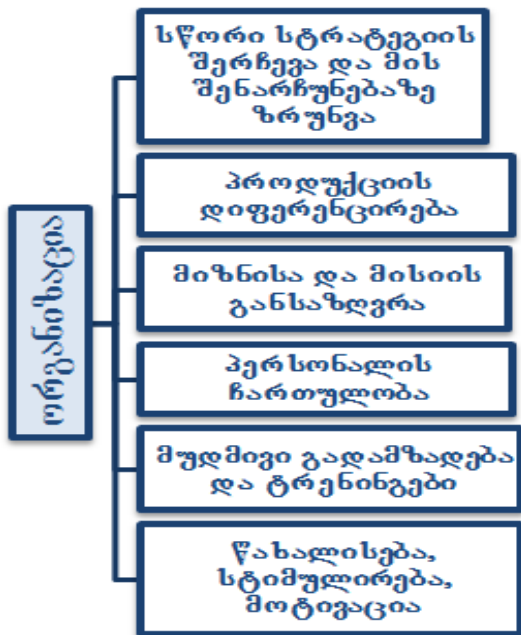 ორგანიზაცია
სწორი სტრატეგიის
შერჩევა და მის
შენარჩუნებაზე
ზრუნვა
პროდუქციის
დიფერენცირება
მიზნისა და მისიის
განსაზღვრა
პერსონალის
ჩართულობა
მუდმივი გადამზადება
და ტრენინგები
წახალისება,
სტიმულირება,
მოტივაცია